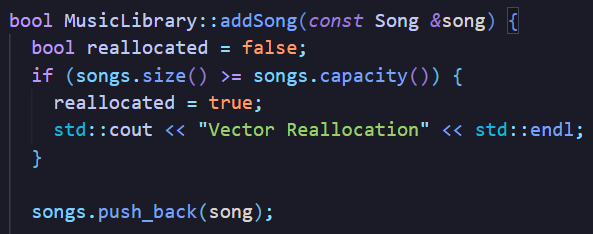 bool MusicLibrary::addSong(const Song &song) {
  bool reallocated = false;
  if (songs.size() >= songs.capacity()) {
    reallocated = true;
    std::cout << "Vector Reallocation" << std::endl;
  }

  songs.push_back(song);